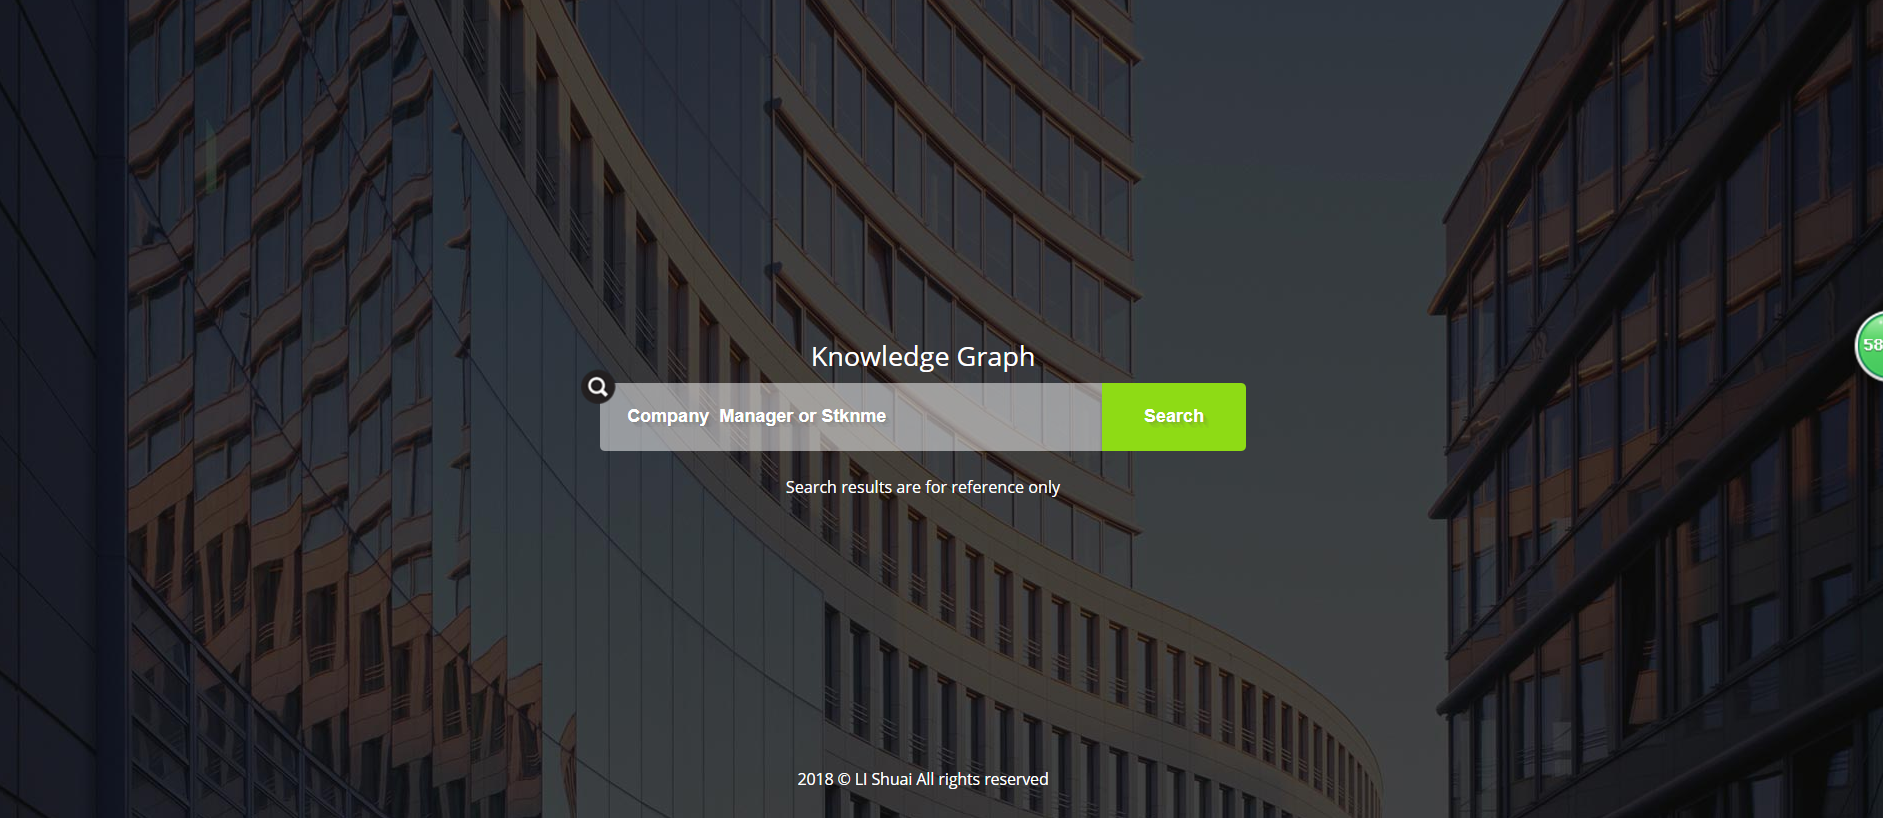 Knowledge Graph
Company  Manager or Stknme
Search
Search results are for reference only
58
2018 © LI Shuai All rights reserved